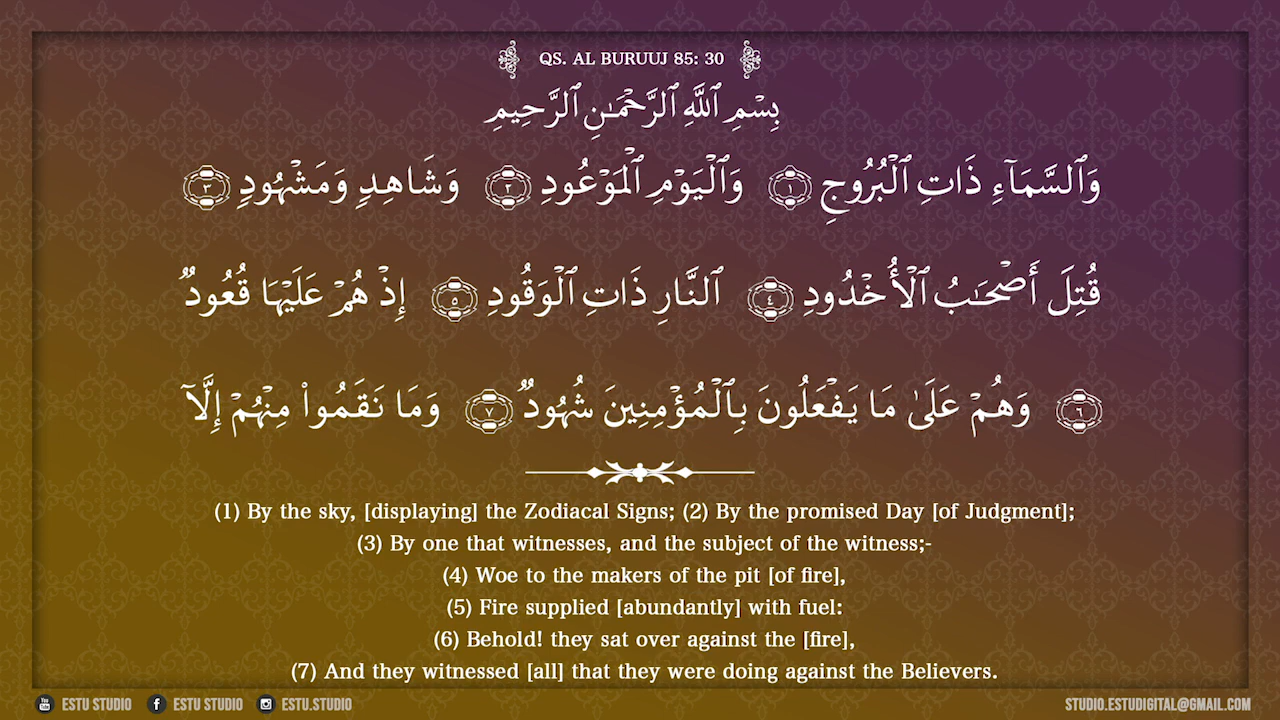 QS. AL BURUUJ 85: 30
بِسْمِ ٱللَّهِ ٱلرَّحْمَـٰنِ ٱلرَّحِيمِ
وَٱلسَّمَآءِ ذَاتِ ٱلْبُرُوجِ ١ وَٱلْيَوْمِ ٱلْمَوْعُودِ ٢ وَشَاهِدٍ وَمَشْهُودٍ ٣
قُتِلَ أَصْحَـٰبُ ٱلْأُخْدُودِ ٤ ٱلنَّارِ ذَاتِ ٱلْوَقُودِ ٥ إِذْ هُمْ عَلَيْهَا قُعُودٌ
٦ وَهُمْ عَلَىٰ مَا يَفْعَلُونَ بِٱلْمُؤْمِنِينَ شُهُودٌ ٧ وَمَا نَقَمُوا۟ مِنْهُمْ إِلَّآ
(1) By the sky, [displaying] the Zodiacal Signs; (2) By the promised Day [of Judgment];
(3) By one that witnesses, and the subject of the witness;-
(4) Woe to the makers of the pit [of fire],
(5) Fire supplied [abundantly] with fuel:
(6) Behold! they sat over against the [fire],
(7) And they witnessed [all] that they were doing against the Believers.
ESTU STUDIO ESTU STUDIO ESTU.STUDIO STUDIO.ESTUDIGITAL@GMAIL.COM